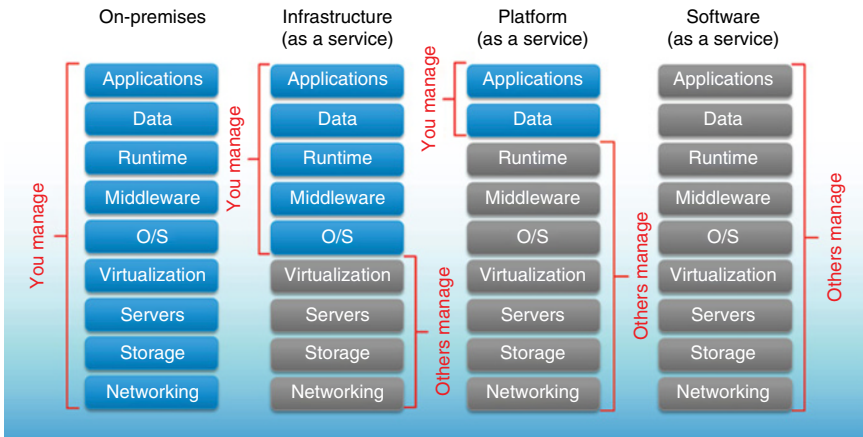 On-premises
You manage
Applications
Data
Runtime
Middleware
O/S
Virtualization
Servers
Storage
Networking
Infrastructure
(as a service)
You manage
Applications
Data
Runtime
Middleware
O/S
Virtualization
Servers
Storage
Networking
Others manage
Platform
(as a service)
You manage
Applications
Data
Runtime
Middleware
O/S
Virtualization
Servers
Storage
Networking
Others manage
Software
(as a service)
Applications
Data
Runtime
Middleware
O/S
Virtualization
Servers
Storage
Networking
Others manage